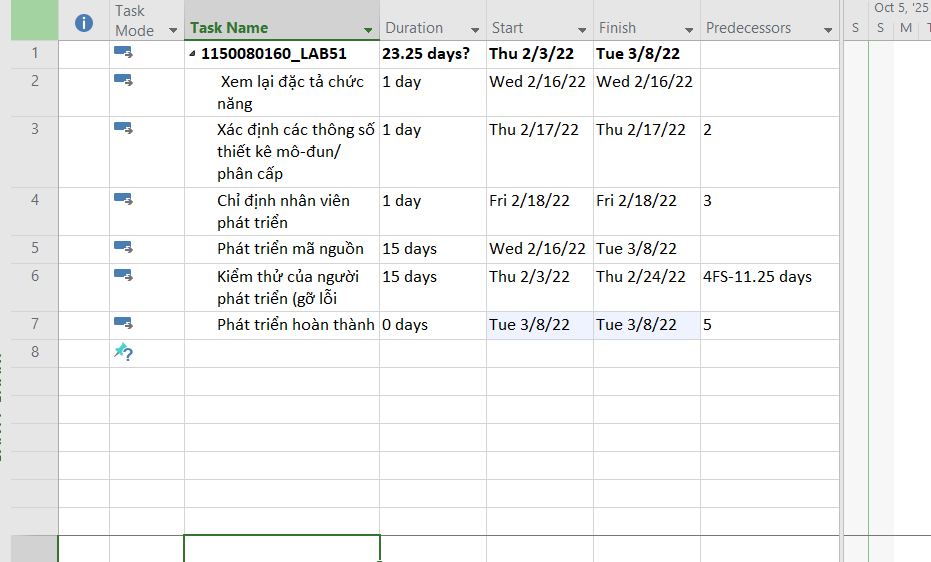 Oct 5, '25
Task Mode Task Name Duration Start Finish Predecessors S S M
1 1150080160_LAB51 23.25 days? Thu 2/3/22 Tue 3/8/22
2 Xem lại đặc tả chức năng 1 day Wed 2/16/22 Wed 2/16/22
3 Xác định các thông số thiết kê mô-đun/ phân cấp 1 day Thu 2/17/22 Thu 2/17/22 2
4 Chỉ định nhân viên phát triển 1 day Fri 2/18/22 Fri 2/18/22 3
5 Phát triển mã nguồn 15 days Wed 2/16/22 Tue 3/8/22
6 Kiểm thử của người phát triển (gỡ lỗi 15 days Thu 2/3/22 Thu 2/24/22 4FS-11.25 days
7 Phát triển hoàn thành 0 days Tue 3/8/22 Tue 3/8/22 5
8